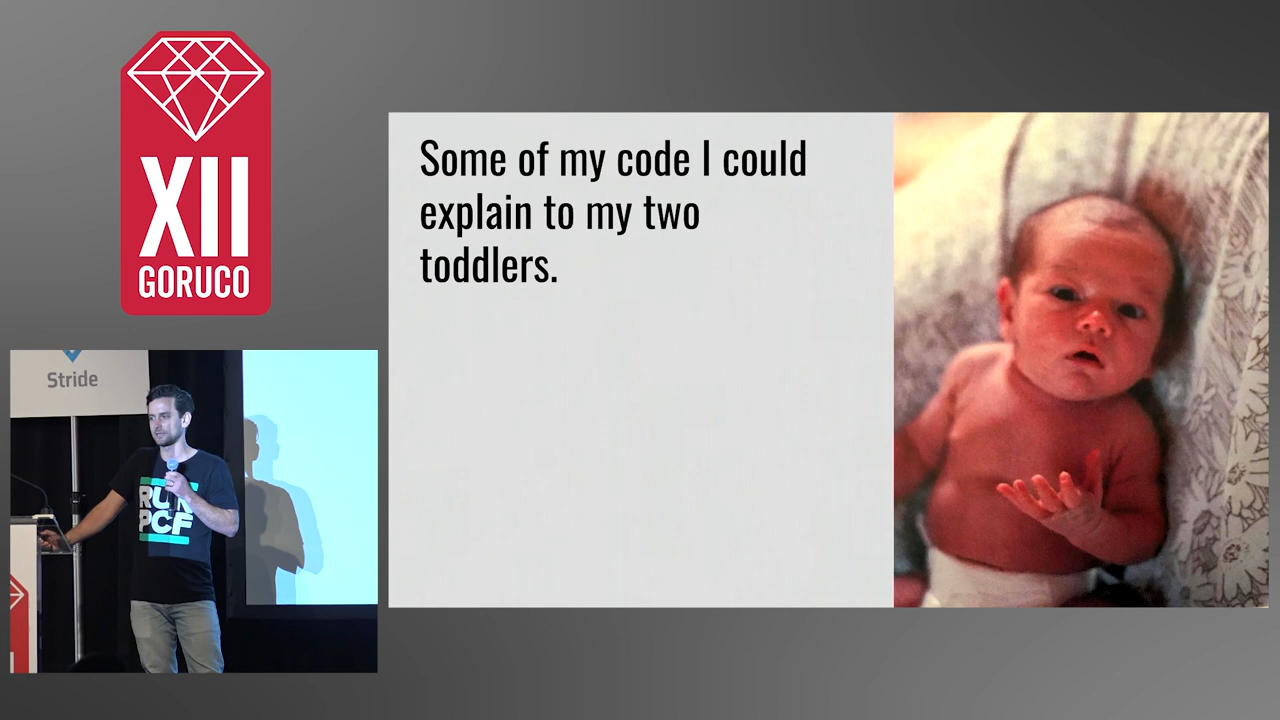 XII
GORUCO
Some of my code I could
explain to my two
toddlers.
Stride
RUN
PCF